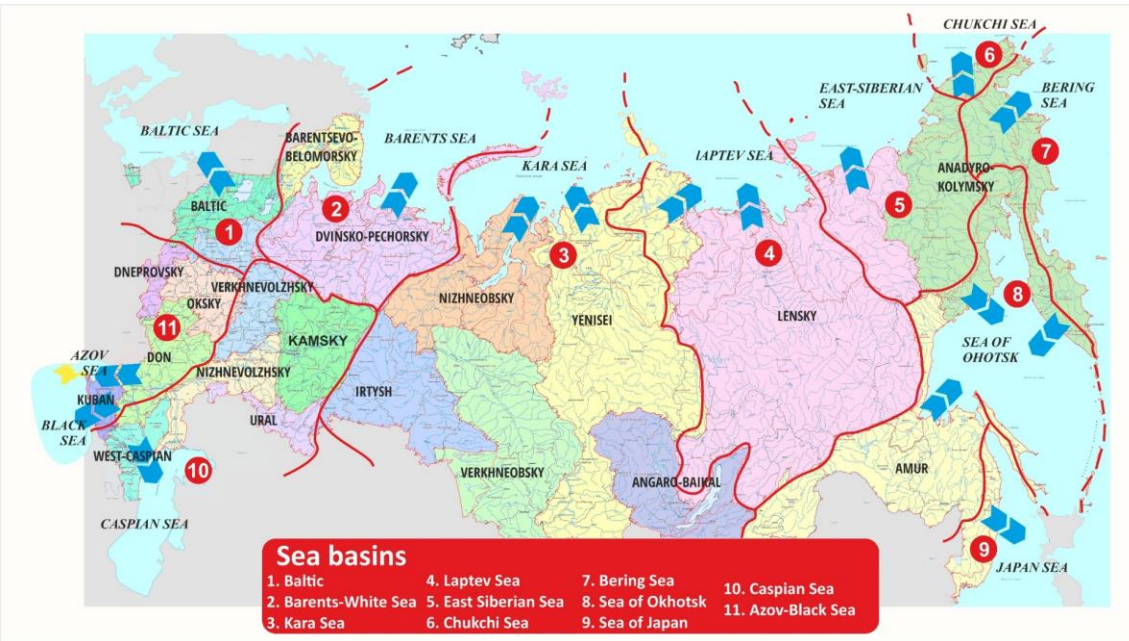 CHUKCHI SEA
6
EAST-SIBERIAN
SEA
BERING
SEA
BALTIC SEA
BARENTSEVO-
BELOMORSKY
BARENTS SEA
KARA SEA
lAPTEV SEA
7
ANADYRO-
KOLYMSKY
BALTIC
1
2
DVINSKO-PECHORSKY
5
3
4
DNEPROVSKY
VERKHNEVOLZHSKY
OKSKY
NIZHNEOBSKY
YENISEI
LENSKY
8
11
DON
KAMSKY
SEA OF
OHOTSK
AZOV
SEA
NIZHNEVOLZHSKY
KUBAN
IRTYSH
BLACK
SEA
URAL
WEST-CASPIAN
10
VERKHNEOBSKY
ANGARO-BAIKAL
AMUR
CASPIAN SEA
9
JAPAN SEA
Sea basins
1. Baltic
2. Barents-White Sea
3. Kara Sea
4. Laptev Sea
5. East Siberian Sea
6. Chukchi Sea
7. Bering Sea
8. Sea of Okhotsk
9. Sea of Japan
10. Caspian Sea
11. Azov-Black Sea